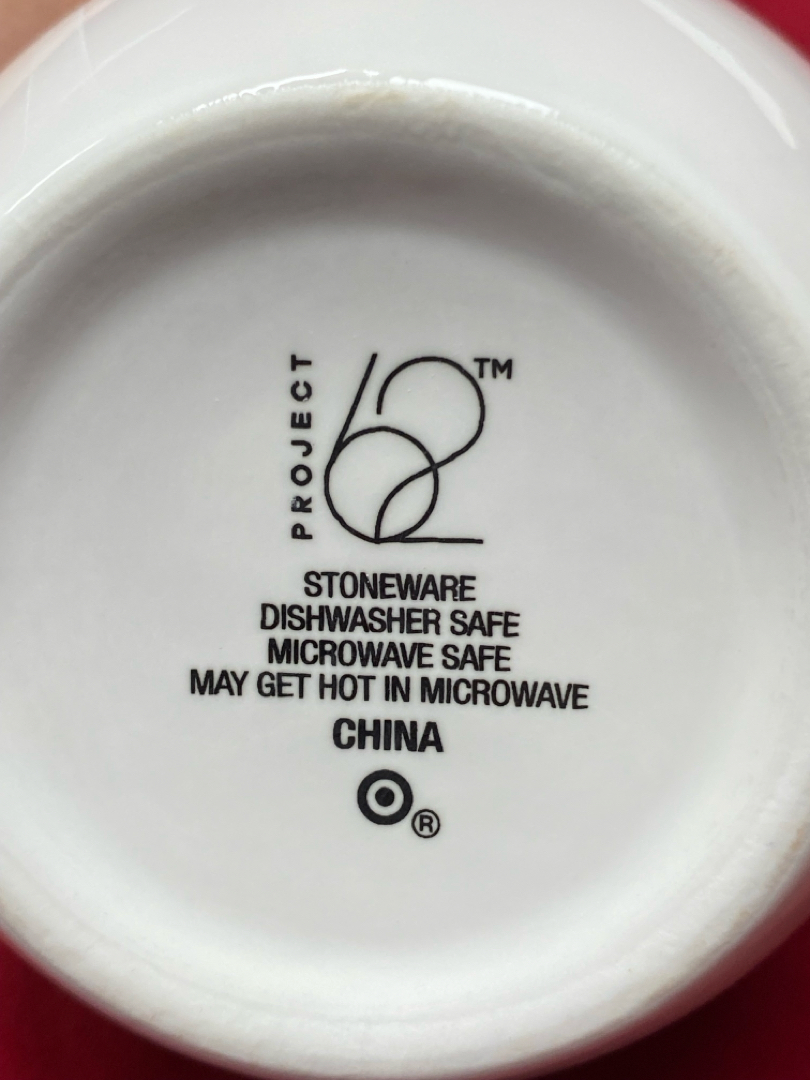 PROJECT
62™
STONEWARE
DISHWASHER SAFE
MICROWAVE SAFE
MAY GET HOT IN MICROWAVE
CHINA
®